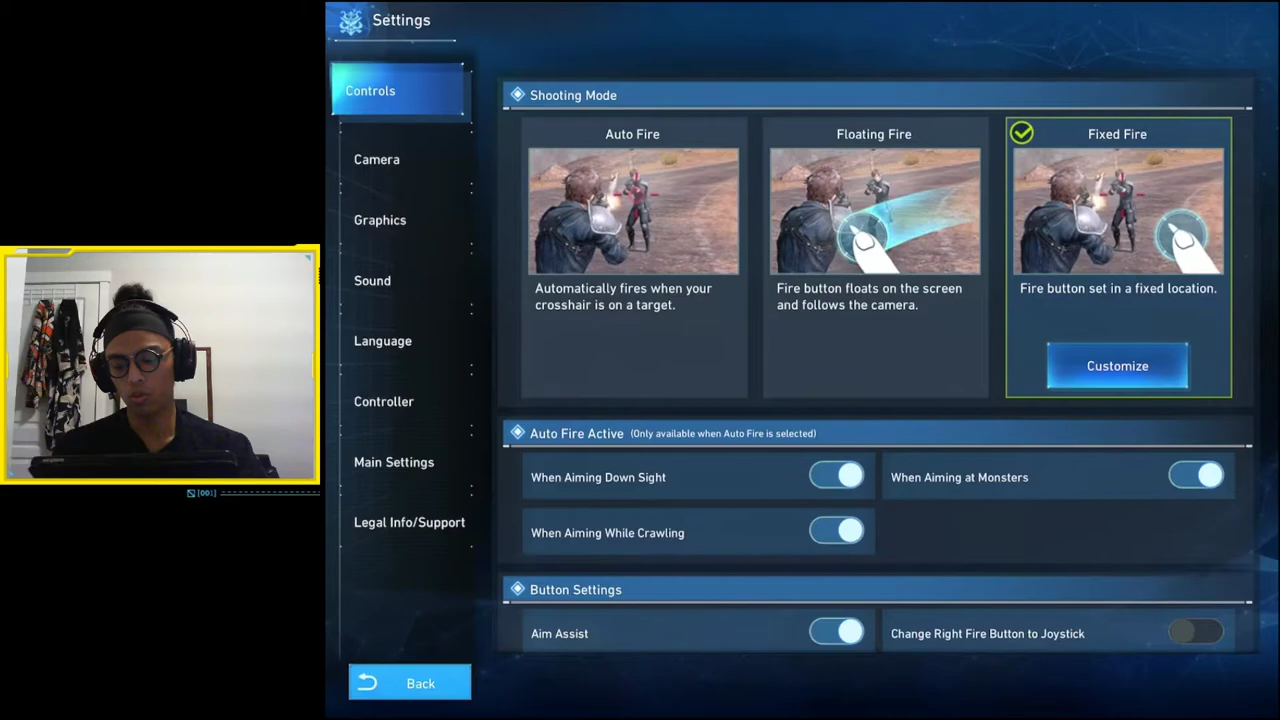 Settings
Controls
Camera
Graphics
Sound
Language
Controller
Main Settings
Legal Info/Support
Back
Shooting Mode
Auto Fire
Automatically fires when your
crosshair is on a target.
Floating Fire
Fire button floats on the screen
and follows the camera.
Fixed Fire
Fire button set in a fixed location.
Customize
Auto Fire Active (Only available when Auto Fire is selected)
When Aiming Down Sight
When Aiming at Monsters
When Aiming While Crawling
Button Settings
Aim Assist
Change Right Fire Button to Joystick
[001]